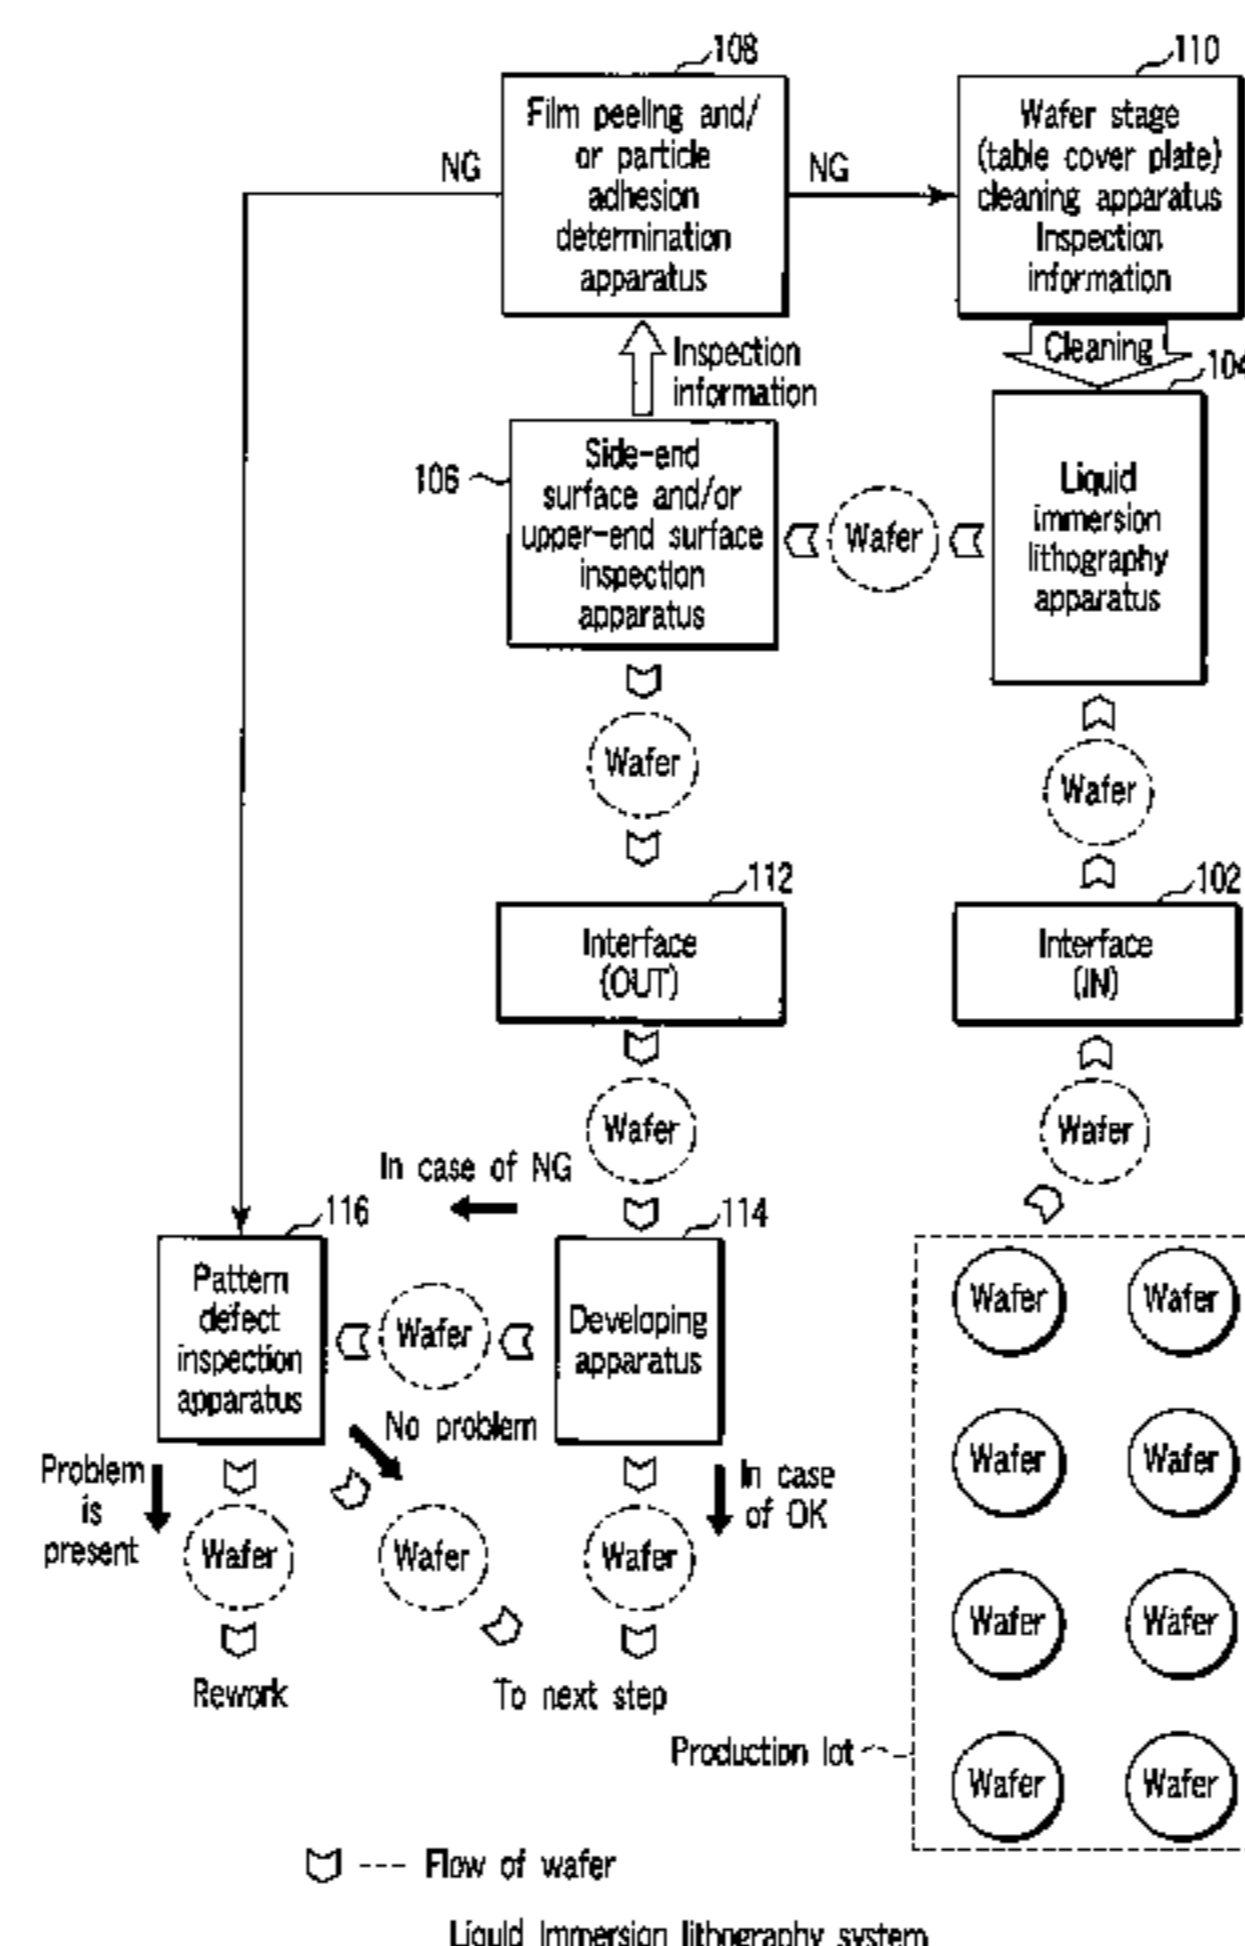 108
110
Film peeling and/
or particle
adhesion
determination
apparatus
NG
NG
Wafer stage
(table cover plate)
cleaning apparatus
Inspection
information
Inspection
information
Cleaning
104
106
Side-end
surface and/or
upper-end surface
inspection
apparatus
Wafer
Liquid
immersion
lithography
apparatus
Wafer
Wafer
112
102
Interface
(OUT)
Interface
(IN)
Wafer
Wafer
In case of NG
116
114
Pattern
defect
inspection
apparatus
Wafer
Developing
apparatus
Wafer
Wafer
No problem
Problem
is
present
In case
of OK
Wafer
Wafer
Wafer
Wafer
Wafer
Wafer
Wafer
Rework
To next step
Production lot
Wafer
Wafer
--- Flow of wafer
Liquid immersion lithography system